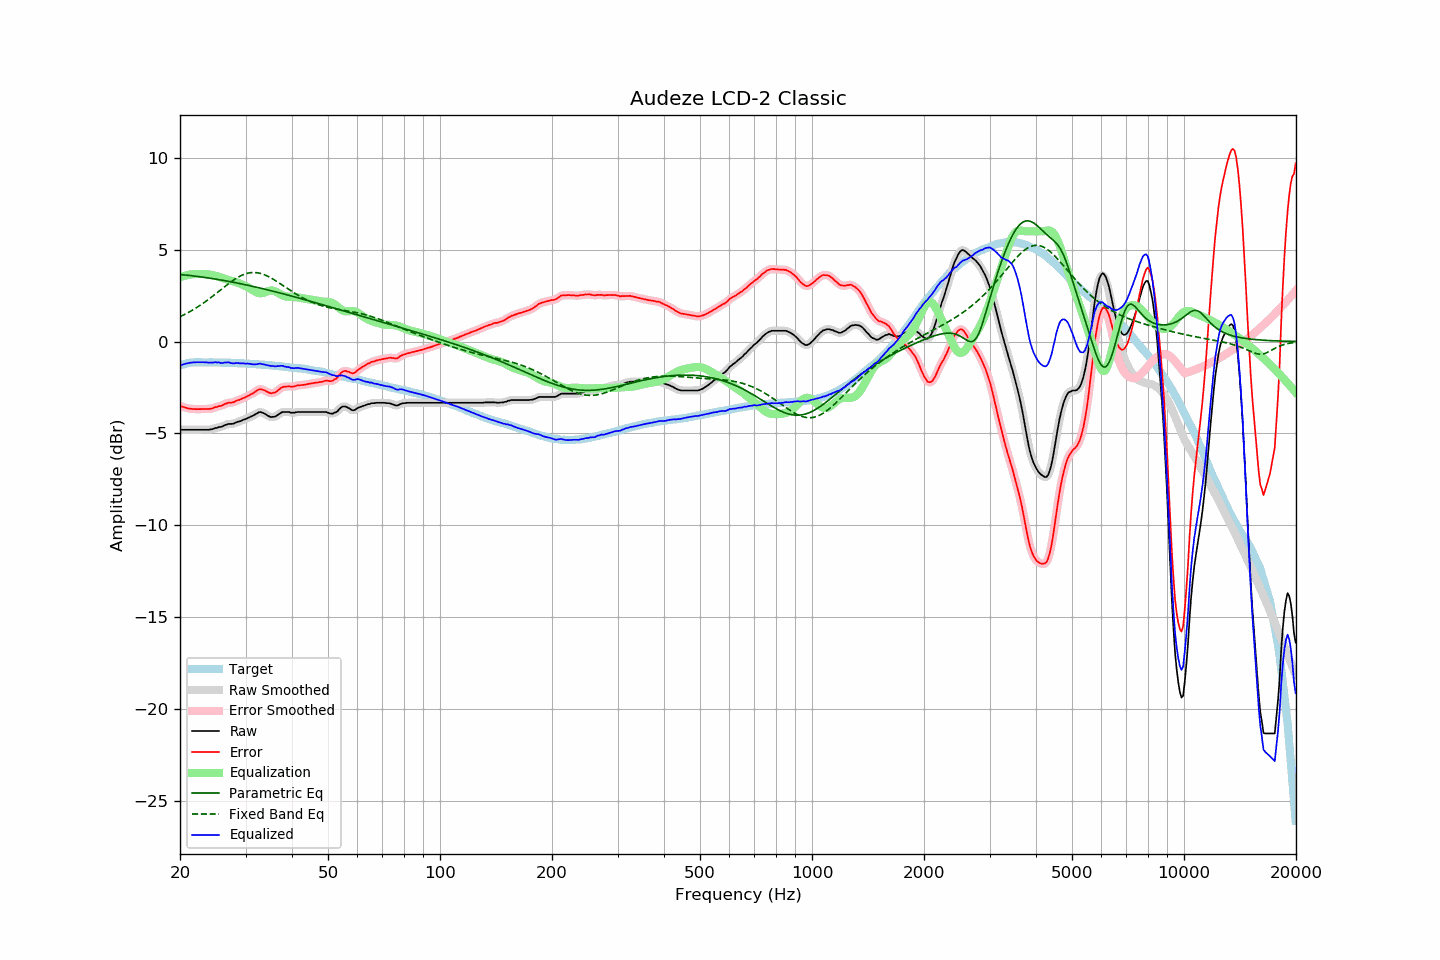 Audeze LCD-2 Classic
10
5
0
−5
−10
−15
−20
−25
Amplitude (dBr)
Target
Raw Smoothed
Error Smoothed
Raw
Error
Equalization
Parametric Eq
Fixed Band Eq
Equalized
20 50 100 200 500 1000 2000 5000 10000 20000
Frequency (Hz)